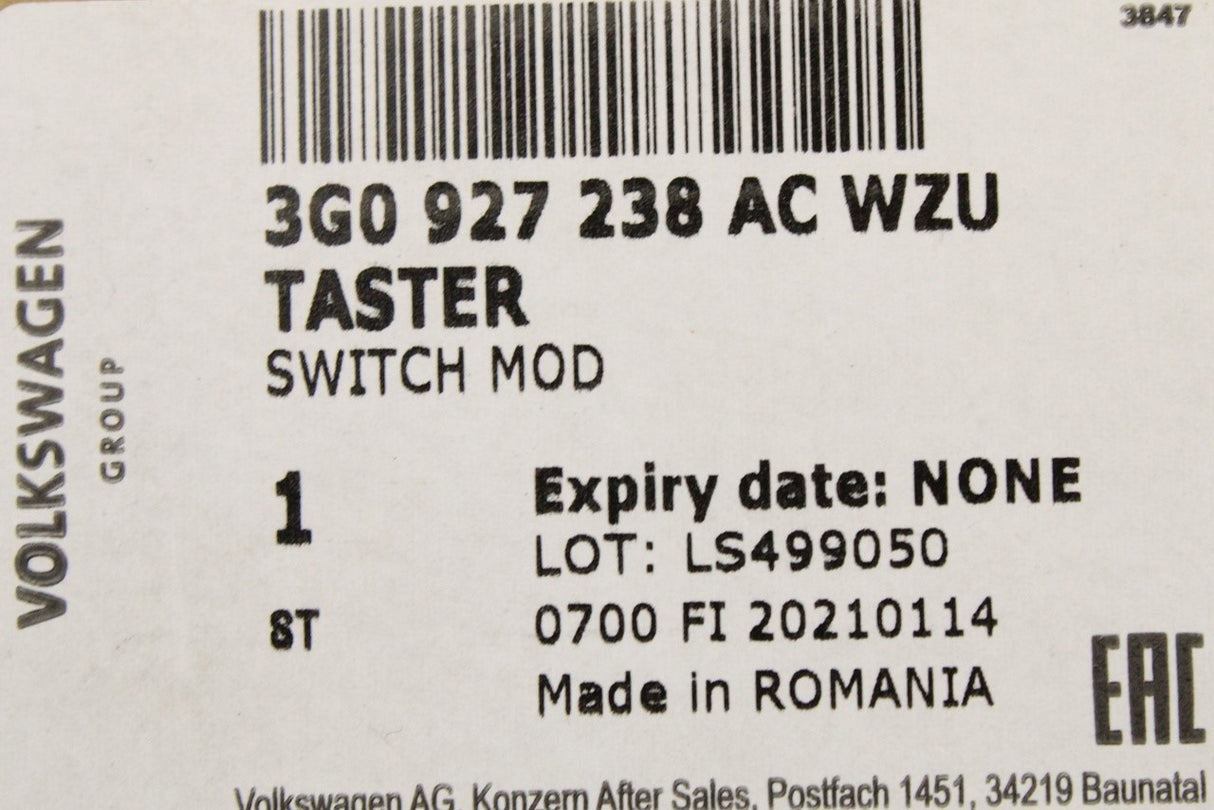 3847
3G0 927 238 AC WZU
TASTER
SWITCH MOD
VOLKSWAGEN
GROUP
1
Expiry date: NONE
LOT: LS499050
ST
0700 FI 20210114
Made in ROMANIA
EAC
Volkswagen AG, Konzern After Sales, Postfach 1451, 34219 Baunatal